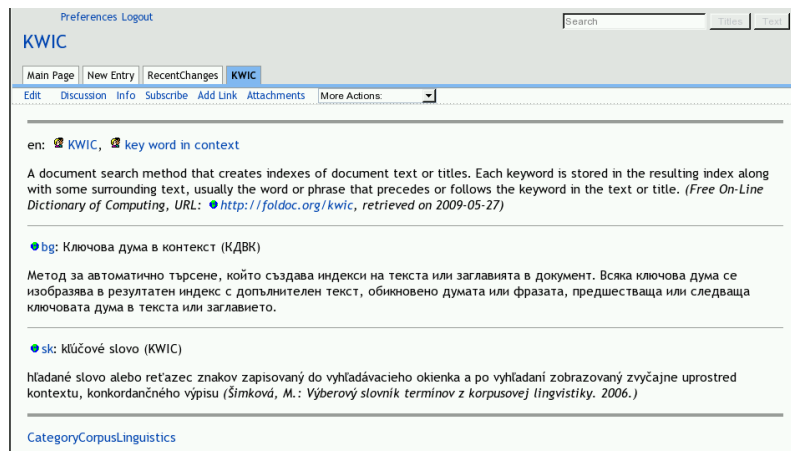 Preferences Logout
Search Titles Text
KWIC
Main Page New Entry RecentChanges KWIC
Edit Discussion Info Subscribe Add Link Attachments More Actions:
en: KWIC, key word in context
A document search method that creates indexes of document text or titles. Each keyword is stored in the resulting index along
with some surrounding text, usually the word or phrase that precedes or follows the keyword in the text or title. (Free On-Line
Dictionary of Computing, URL: http://foldoc.org/kwic, retrieved on 2009-05-27)
bg: Ключова дума в контекст (КДВК)
Метод за автоматично търсене, който създава индекси на текста или заглавията в документ. Всяка ключова дума се
изобразява в резултатен индекс с допълнителен текст, обикновено думата или фразата, предшестваща или следваща
ключовата дума в текста или заглавието.
sk: kľúčové slovo (KWIC)
hľadané slovo alebo reťazec znakov zapisovaný do vyhľadávacieho okienka a po vyhľadaní zobrazovaný zvyčajne uprostred
kontextu, konkordančného výpisu (Šimková, M.: Výberový slovník termínov z korpusovej lingvistiky. 2006.)
CategoryCorpusLinguistics